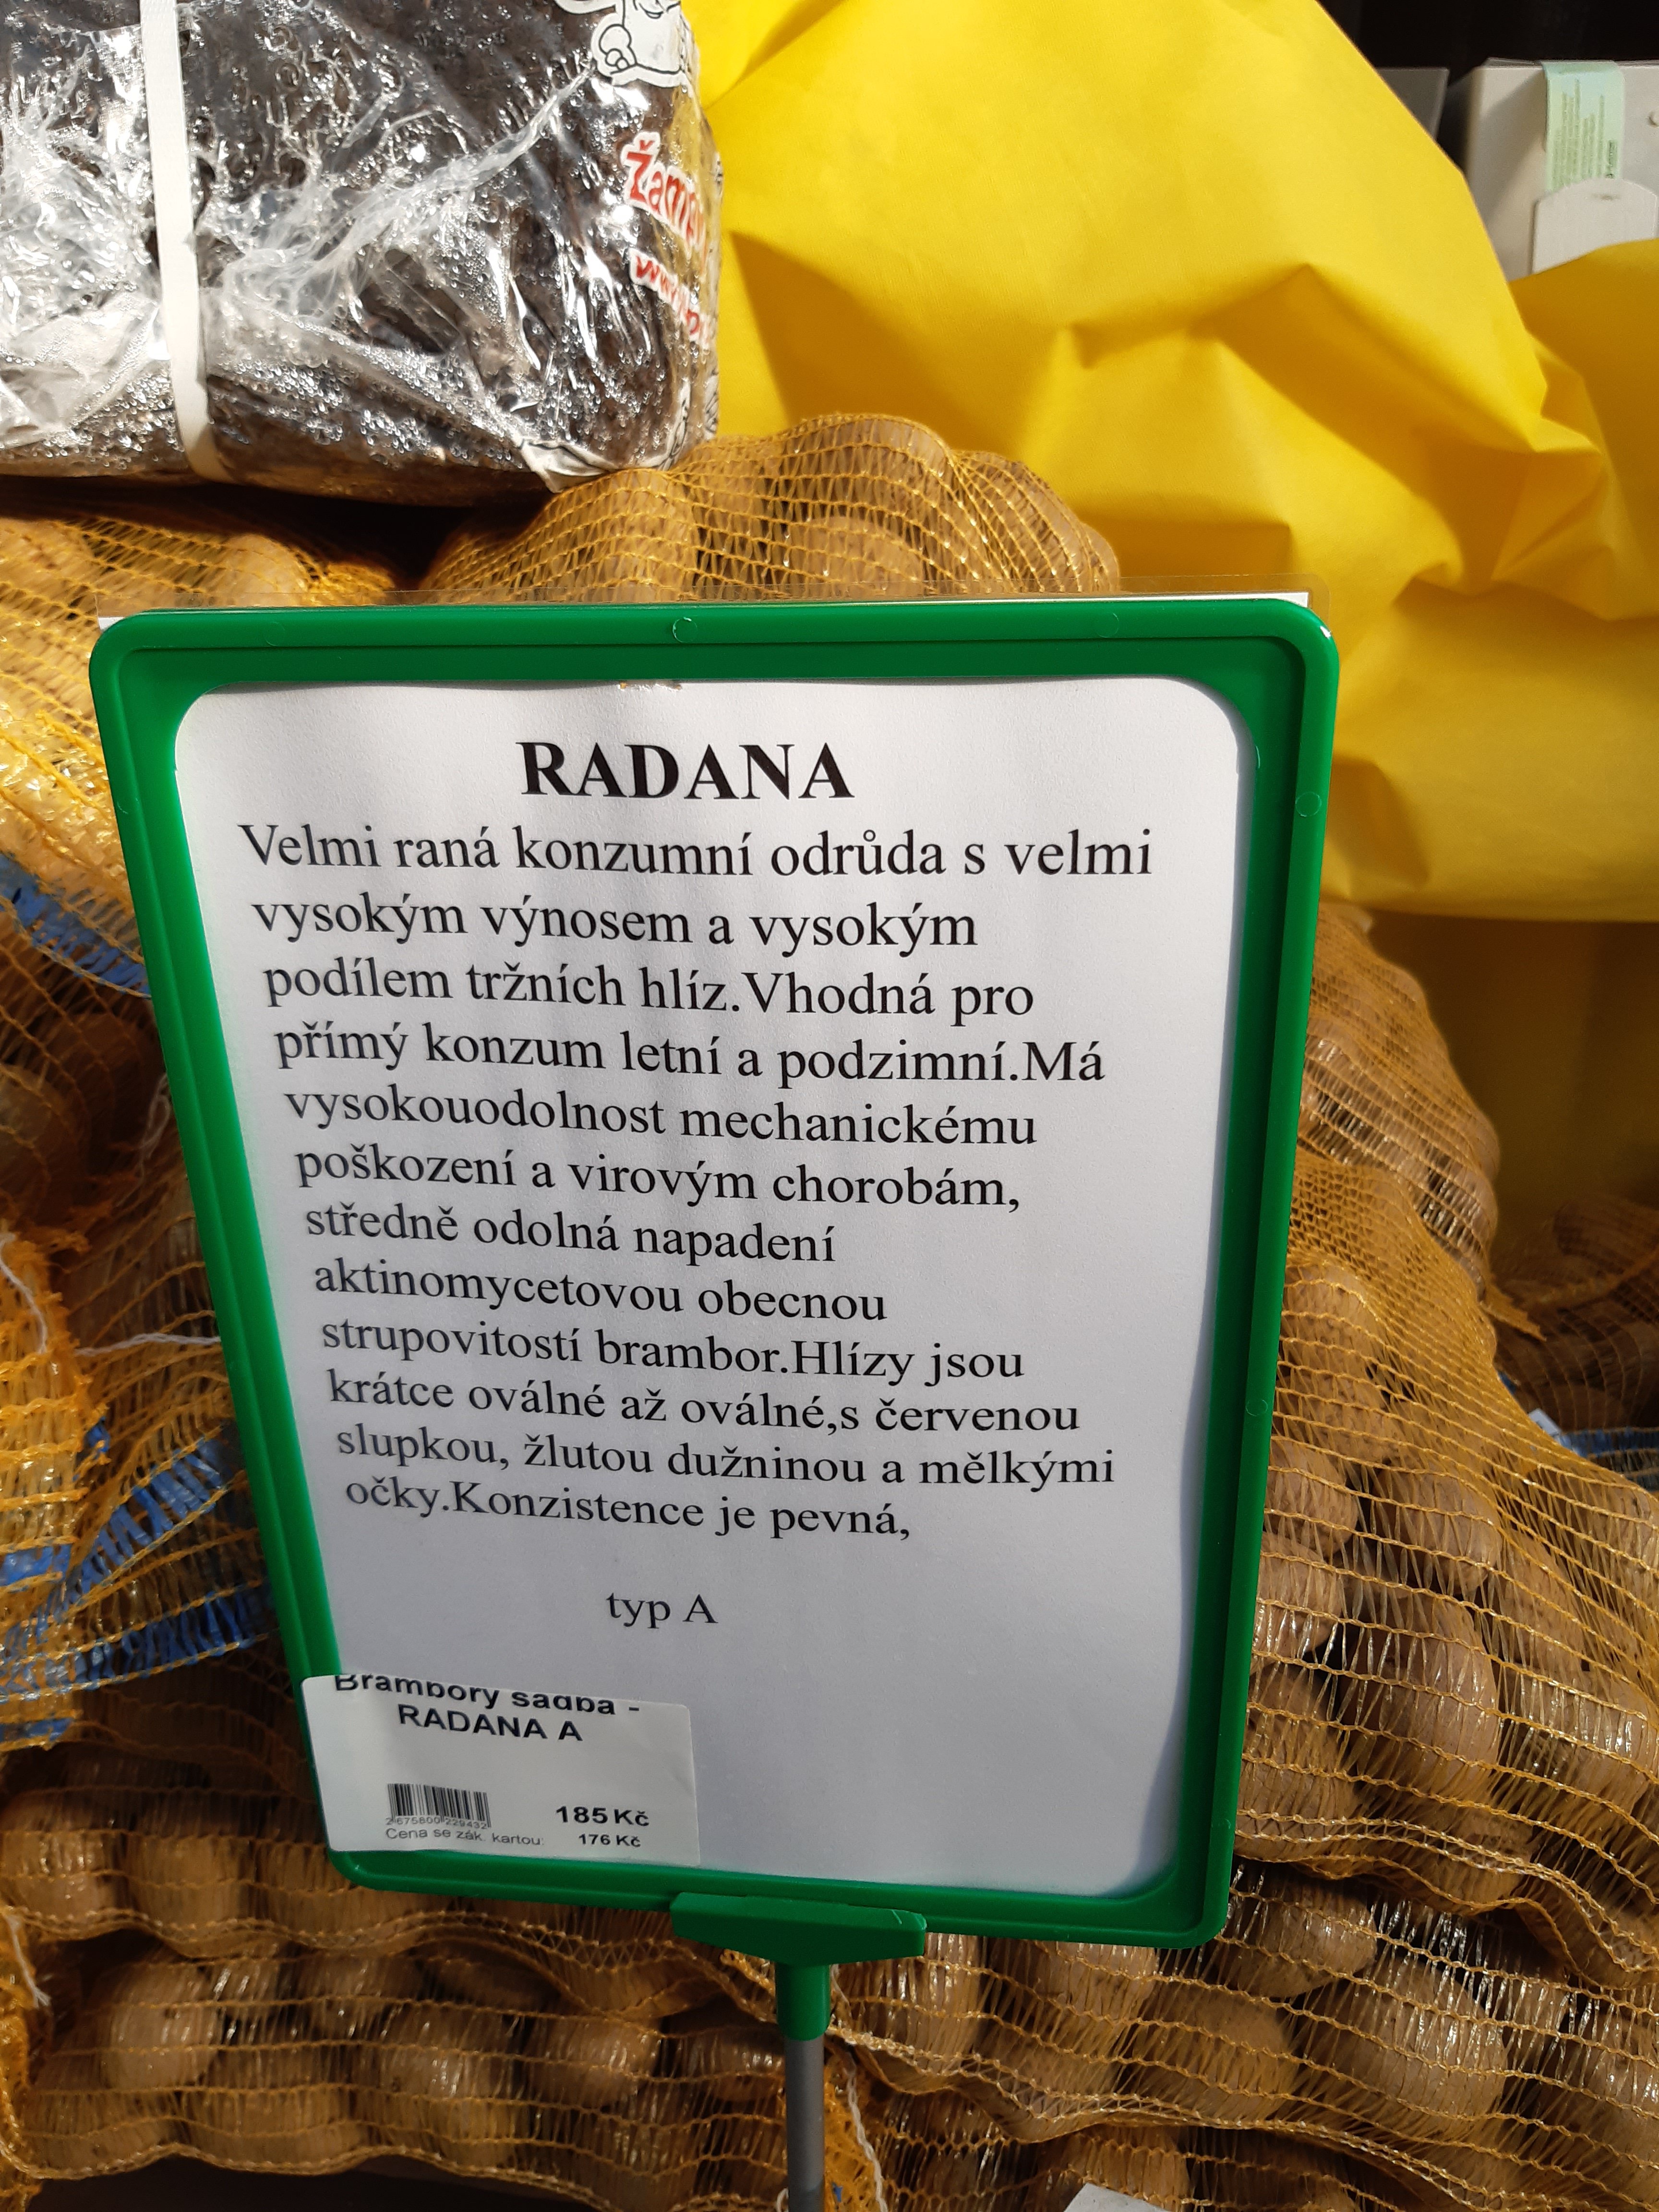 RADANA
Velmi raná konzumní odrůda s velmi
vysokým výnosem a vysokým
podílem tržních hlíz.Vhodná pro
přímý konzum letní a podzimní.Má
vysokouodolnost mechanickému
poškození a virovým chorobám,
středně odolná napadení
aktinomycetovou obecnou
strupovitostí brambor.Hlízy jsou
krátce oválné až oválné,s červenou
slupkou, žlutou dužninou a mělkými
očky.Konzistence je pevná,
typ A
Brambory sadba -
RADANA A
185 Kč
2 675800 229432
Cena se zák. kartou: 176 Kč